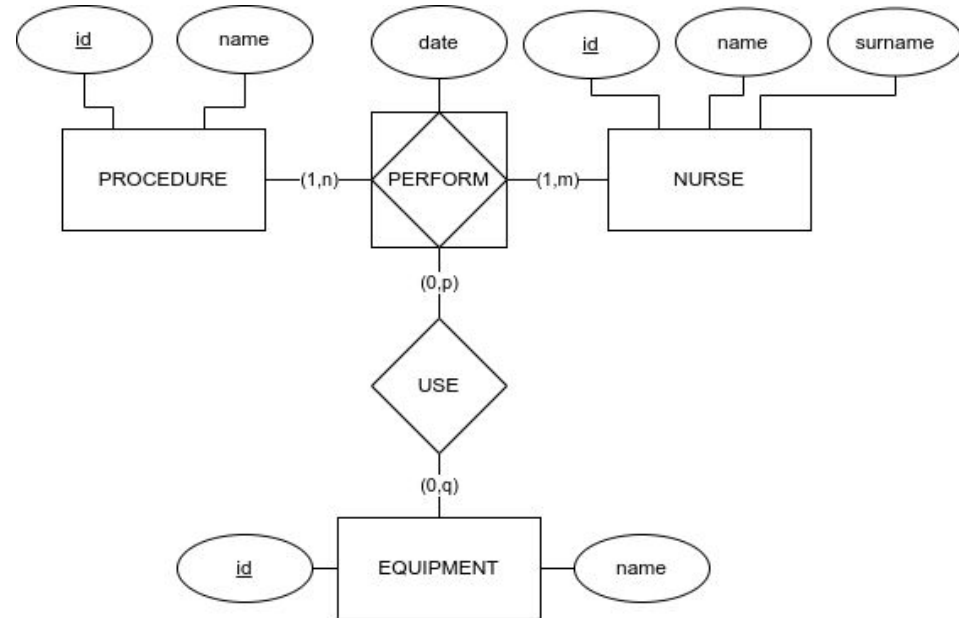 id
name
date
id
name
surname
PROCEDURE
(1,n)
PERFORM
(1,m)
NURSE
(0,p)
USE
(0,q)
id
EQUIPMENT
name